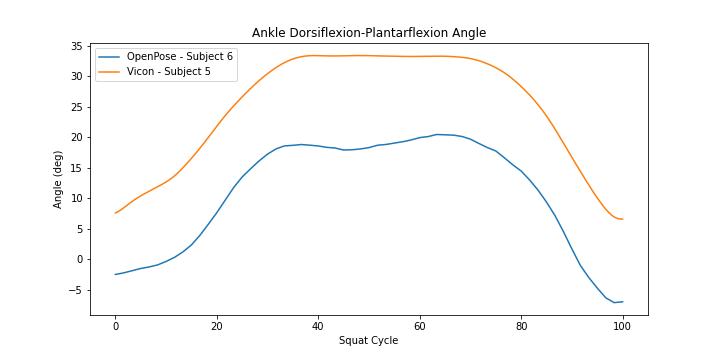 Ankle Dorsiflexion-Plantarflexion Angle
OpenPose - Subject 6
Vicon - Subject 5
Angle (deg)
35
30
25
20
15
10
5
0
−5
0 20 40 60 80 100
Squat Cycle